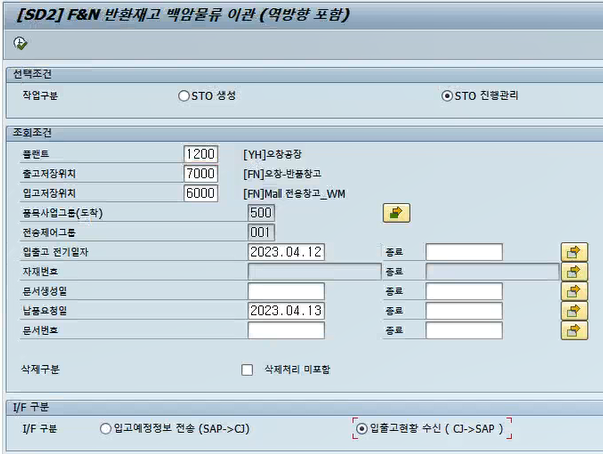 [SD2] F&N 반환재고 백암물류 이관 (역방향 포함)
선택조건
작업구분 STO 생성 STO 진행관리
조회조건
플랜트 1200 [YH]오창공장
출고저장위치 7000 [FN]오창-반품창고
입고저장위치 6000 [FN]Mall 전용창고_WM
품목사업그룹(도착) 500
전송제어그룹 001
입출고 전기일자 2023.04.12 종료
자재번호 종료
문서생성일 종료
납품요청일 2023.04.13 종료
문서번호 종료
삭제구분 삭제처리 미포함
I/F 구분
I/F 구분 입고예정정보 전송 (SAP->CJ) 입출고현황 수신 ( CJ->SAP )